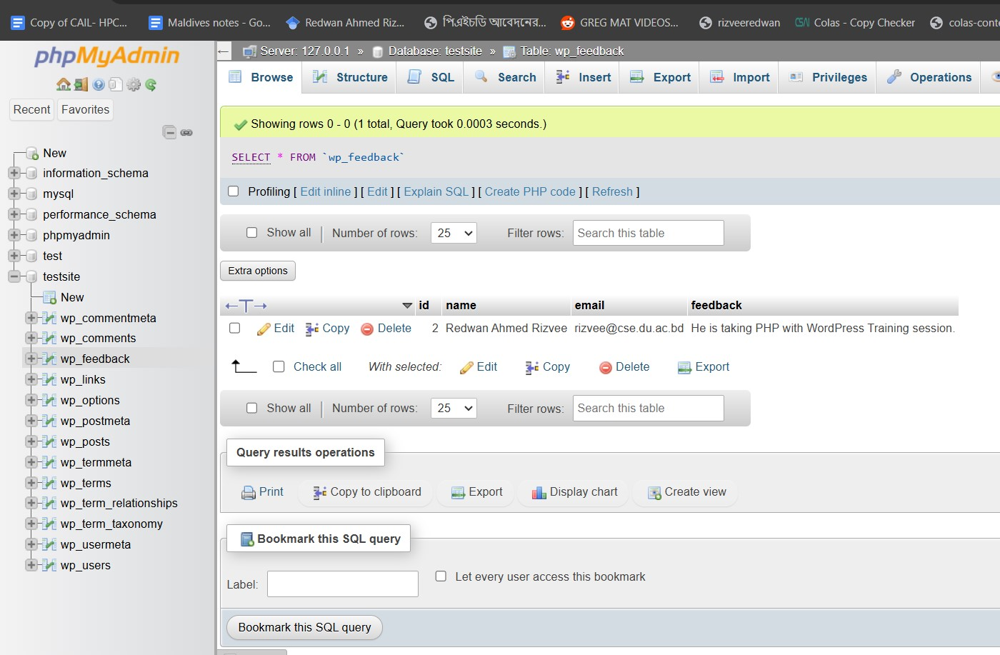 Copy of CAIL- HPC... Maldives notes - Go... Redwan Ahmed Riz... পিএইচডি আবেদনের... GREG MAT VIDEOS... rizveeredwan Colas - Copy Checker colas-cont
phpMyAdmin
Recent Favorites
New
information_schema
mysql
performance_schema
phpmyadmin
test
testsite
New
wp_commentmeta
wp_comments
wp_feedback
wp_links
wp_options
wp_postmeta
wp_posts
wp_termmeta
wp_terms
wp_term_relationships
wp_term_taxonomy
wp_usermeta
wp_users
Server: 127.0.0.1 » Database: testsite » Table: wp_feedback
Browse Structure SQL Search Insert Export Import Privileges Operations
Showing rows 0 - 0 (1 total, Query took 0.0003 seconds.)
SELECT * FROM `wp_feedback`
Profiling [ Edit inline ] [ Edit ] [ Explain SQL ] [ Create PHP code ] [ Refresh ]
Show all | Number of rows: 25 Filter rows: Search this table
Extra options
←T→ id name email feedback
Edit Copy Delete 2 Redwan Ahmed Rizvee rizvee@cse.du.ac.bd He is taking PHP with WordPress Training session.
Check all With selected: Edit Copy Delete Export
Show all | Number of rows: 25 Filter rows: Search this table
Query results operations
Print Copy to clipboard Export Display chart Create view
Bookmark this SQL query
Label: Let every user access this bookmark
Bookmark this SQL query